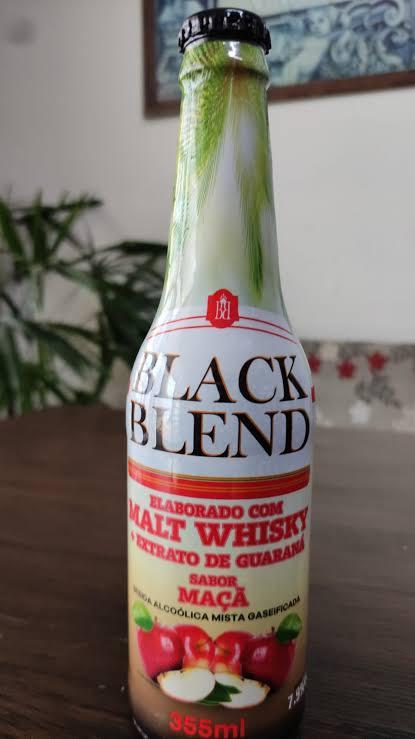 BLACK
BLEND
ELABORADO COM
MALT WHISKY
+ EXTRATO DE GUARANÁ
SABOR
MAÇÃ
BEBIDA ALCOÓLICA MISTA GASEIFICADA
355ml